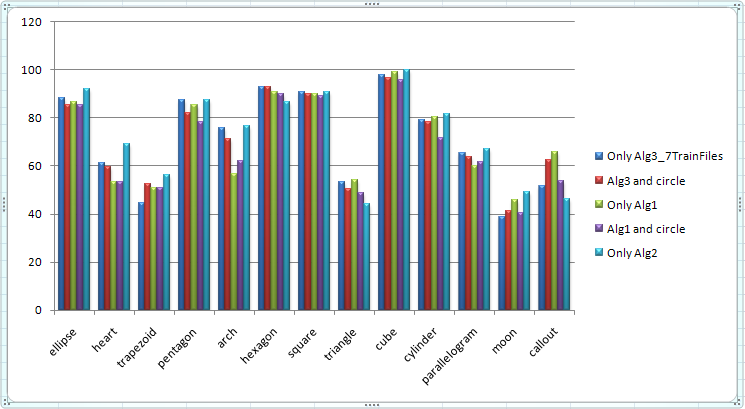 120
100
80
60
40
20
0
ellipse
heart
trapezoid
pentagon
arch
hexagon
square
triangle
cube
cylinder
parallelogram
moon
callout
Only Alg3_7TrainFiles
Alg3 and circle
Only Alg1
Alg1 and circle
Only Alg2